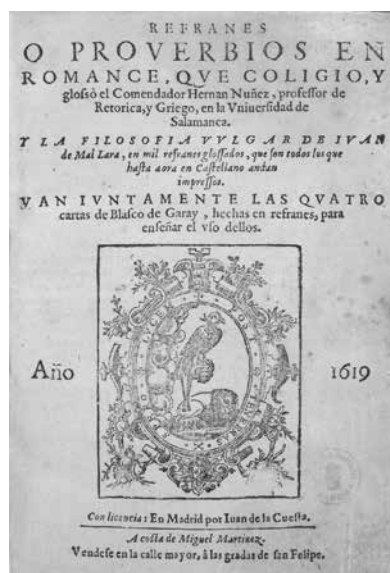 REFRANES
O PROVERBIOS EN
ROMANCE, QVE COLIGIO, Y
glossò el Comendador Hernan Nuñez, professor de
Retorica, y Griego, en la Vniuersidad de
Salamanca.
Y LA FILOSOFIA VVLGAR DE IVAN
de Mal Lara, en mil refranes glossados, que son todos los que
hasta aora en Castellano andan
impressos.
VAN IVNTAMENTE LAS QVATRO
cartas de Blasco de Garay, hechas en refranes, para
enseñar el vso dellos.
POST TENEBRAS
Año 1619
Con licencia: En Madrid por Iuan de la Cuesta.
A costa de Miguel Martinez.
Vendese en la calle mayor, à las gradas de san Felipe.